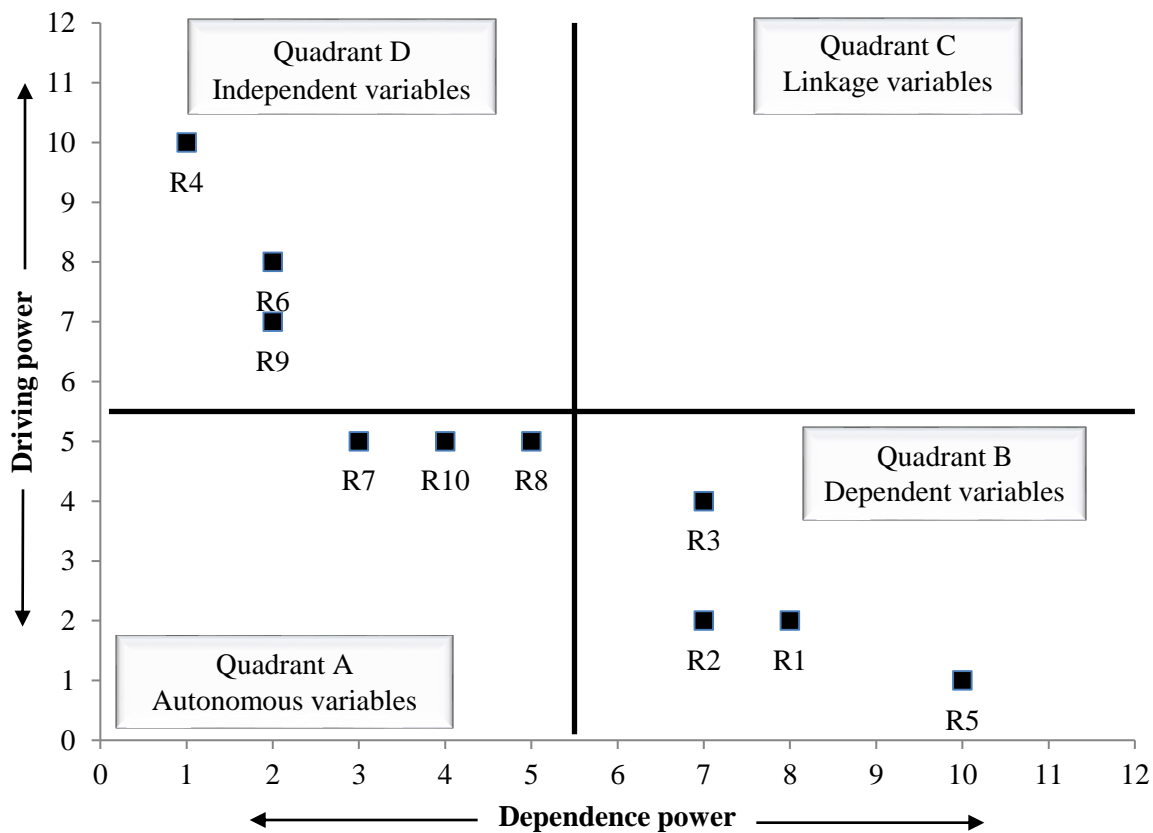 12
11
10
9
8
7
6
5
4
3
2
1
0
Driving power
Quadrant D
Independent variables
Quadrant C
Linkage variables
R4
R6
R9
R7 R10 R8
Quadrant B
Dependent variables
R3
R2 R1
R5
Quadrant A
Autonomous variables
0 1 2 3 4 5 6 7 8 9 10 11 12
Dependence power